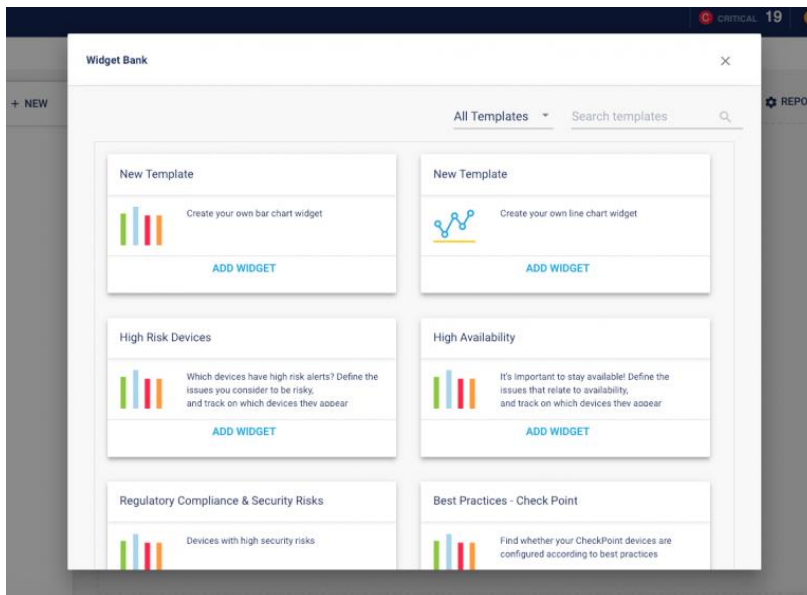 C CRITICAL 19
Widget Bank
+ NEW
REPO
All Templates
Search templates
New Template
Create your own bar chart widget
ADD WIDGET
New Template
Create your own line chart widget
ADD WIDGET
High Risk Devices
Which devices have high risk alerts? Define the
issues you consider to be risky,
and track on which devices they appear
ADD WIDGET
High Availability
It's Important to stay available! Define the
issues that relate to availability,
and track on which devices they appear
ADD WIDGET
Regulatory Compliance & Security Risks
Devices with high security risks
Best Practices - Check Point
Find whether your CheckPoint devices are
configured according to best practices